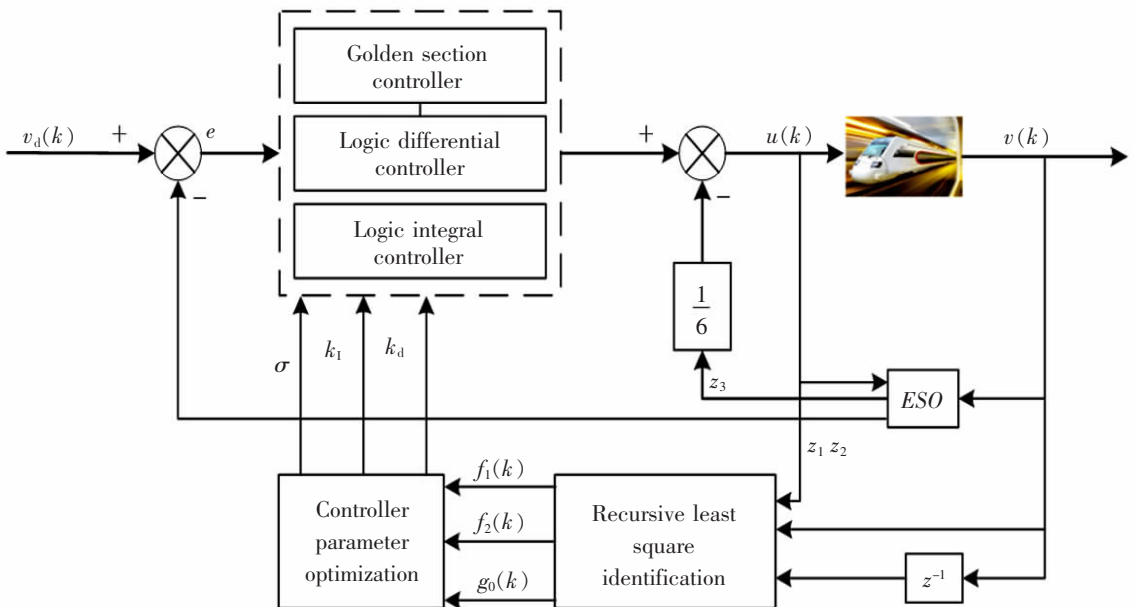 Golden section
controller
v_d(k)
+
e
Logic differential
controller
+
u(k)
v(k)
−
−
Logic integral
controller
1
6
σ
k_I
k_d
z_3
ESO
z_1 z_2
f_1(k)
Controller
parameter
optimization
f_2(k)
Recursive least
square
identification
g_0(k)
z^{-1}